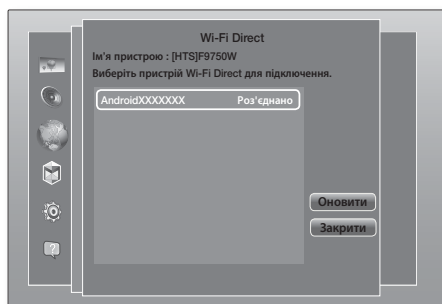 Wi-Fi Direct
Ім'я пристрою : [HTS]F9750W
Виберіть пристрій Wi-Fi Direct для підключення.
AndroidXXXXXXX Роз'єднано
Оновити
Закрити
?